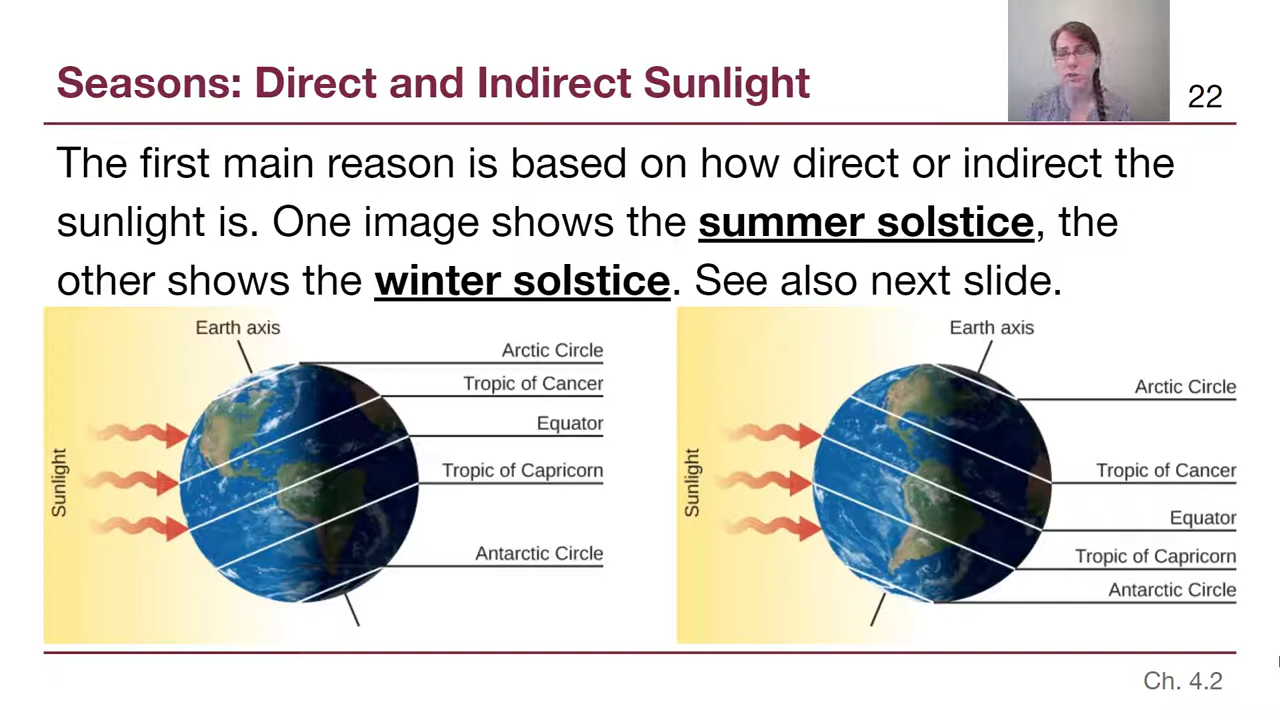 Seasons: Direct and Indirect Sunlight
22
The first main reason is based on how direct or indirect the
sunlight is. One image shows the summer solstice, the
other shows the winter solstice. See also next slide.
Earth axis
Arctic Circle
Tropic of Cancer
Equator
Tropic of Capricorn
Antarctic Circle
Sunlight
Earth axis
Arctic Circle
Tropic of Cancer
Equator
Tropic of Capricorn
Antarctic Circle
Sunlight
Ch. 4.2